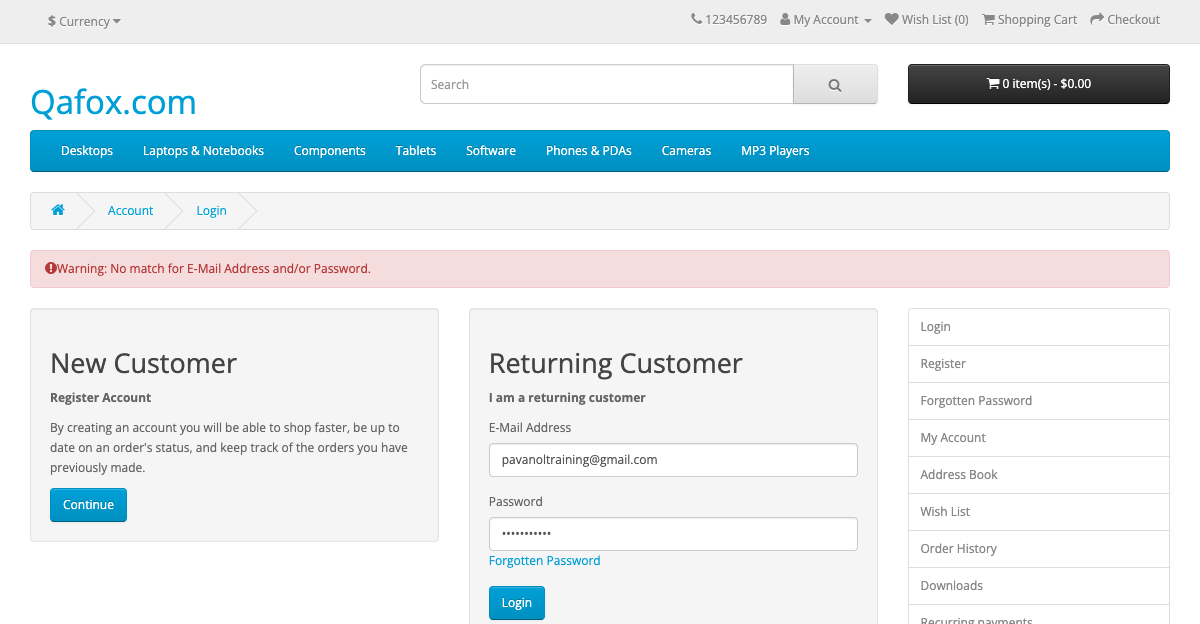 $ Currency
123456789 My Account Wish List (0) Shopping Cart Checkout
Qafox.com
Search
0 item(s) - $0.00
Desktops Laptops & Notebooks Components Tablets Software Phones & PDAs Cameras MP3 Players
Account Login
Warning: No match for E-Mail Address and/or Password.
New Customer
Register Account
By creating an account you will be able to shop faster, be up to
date on an order's status, and keep track of the orders you have
previously made.
Continue
Returning Customer
I am a returning customer
E-Mail Address
pavanoltraining@gmail.com
Password
•••••••••••
Forgotten Password
Login
Login
Register
Forgotten Password
My Account
Address Book
Wish List
Order History
Downloads
Recurring payments